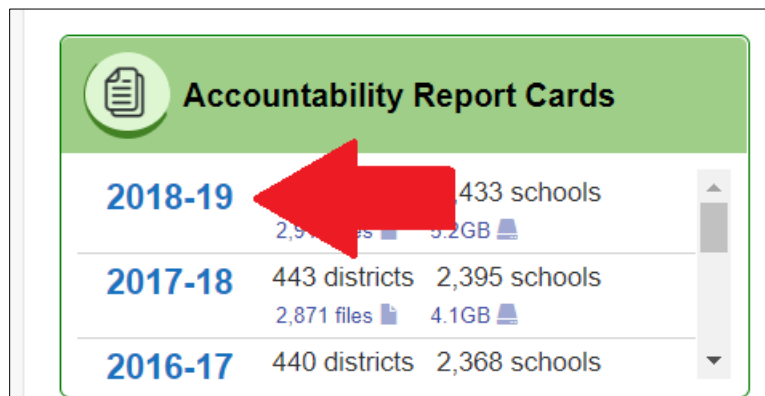 Accountability Report Cards
2018-19 ,433 schools
5.2GB
2017-18 443 districts 2,395 schools
2,871 files 4.1GB
2016-17 440 districts 2,368 schools